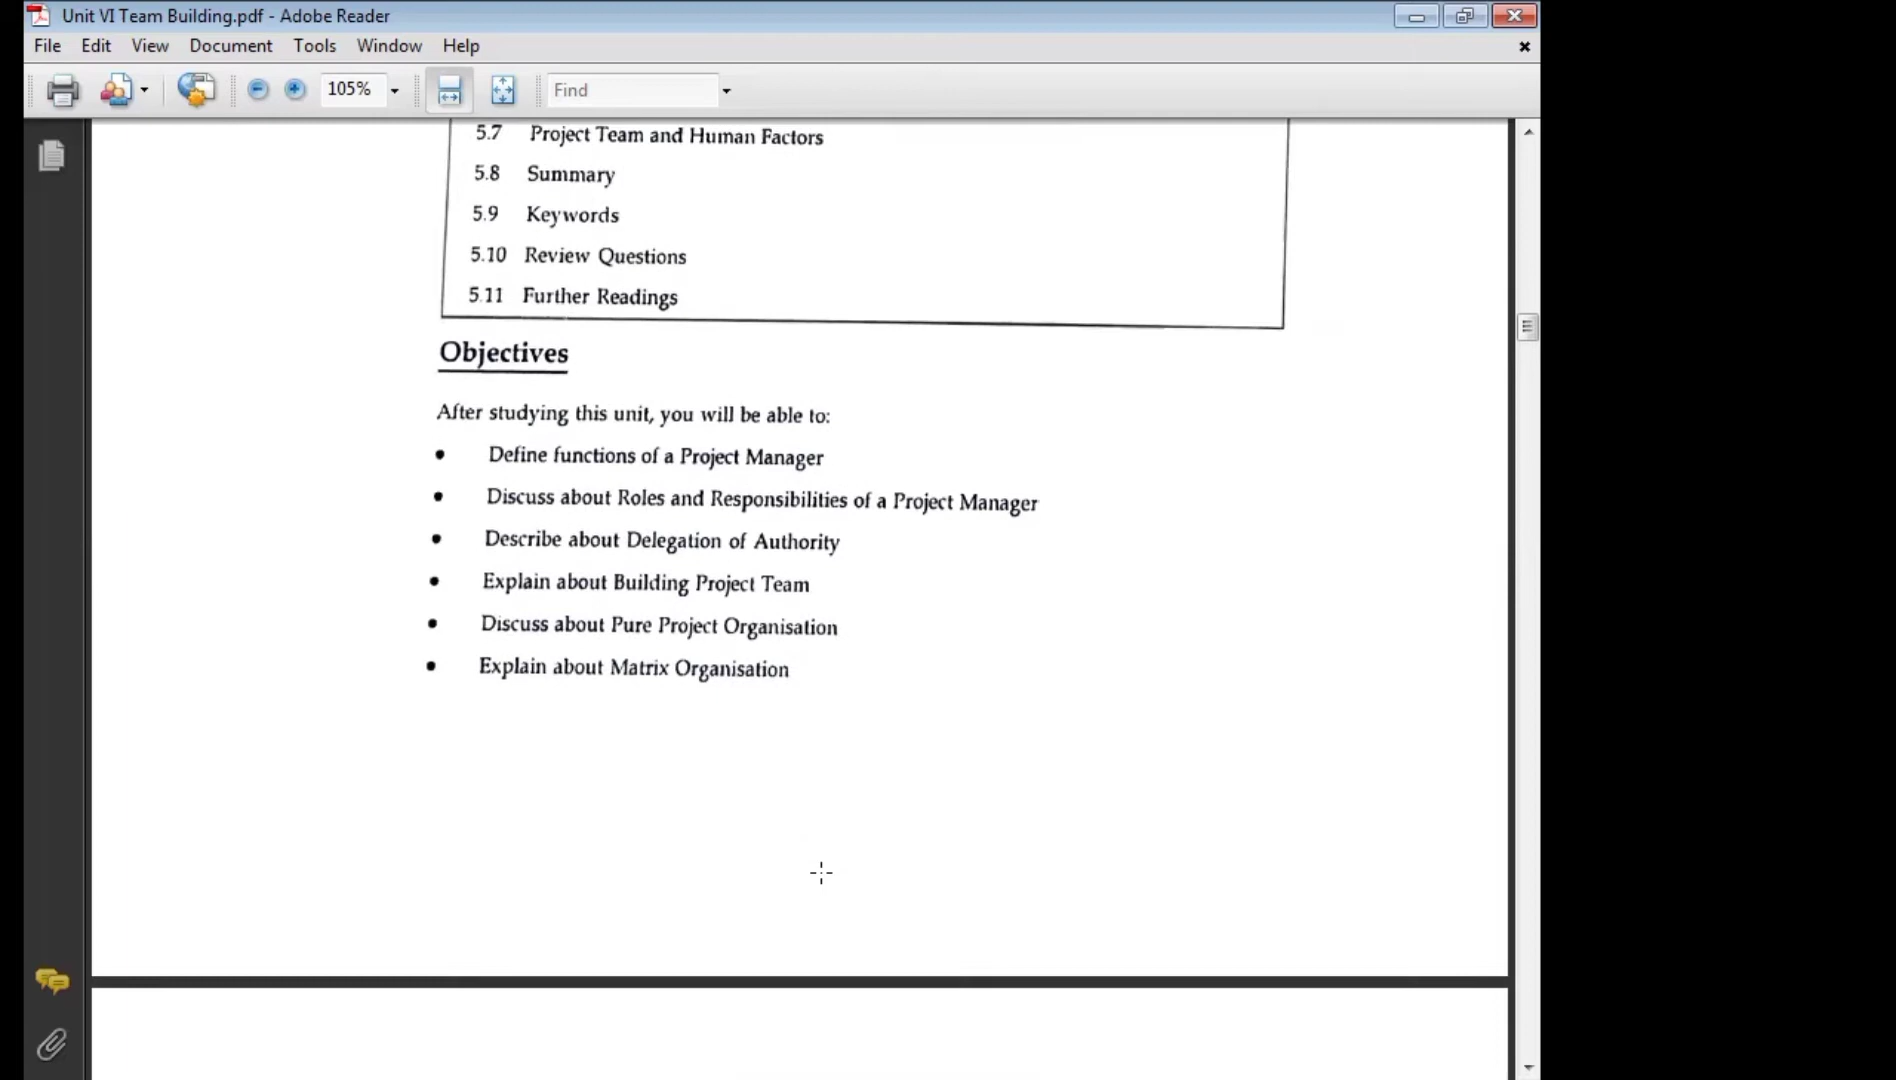 Unit VI Team Building.pdf - Adobe Reader
File Edit View Document Tools Window Help
105% Find
5.7 Project Team and Human Factors
5.8 Summary
5.9 Keywords
5.10 Review Questions
5.11 Further Readings
Objectives
After studying this unit, you will be able to:
• Define functions of a Project Manager
• Discuss about Roles and Responsibilities of a Project Manager
• Describe about Delegation of Authority
• Explain about Building Project Team
• Discuss about Pure Project Organisation
• Explain about Matrix Organisation